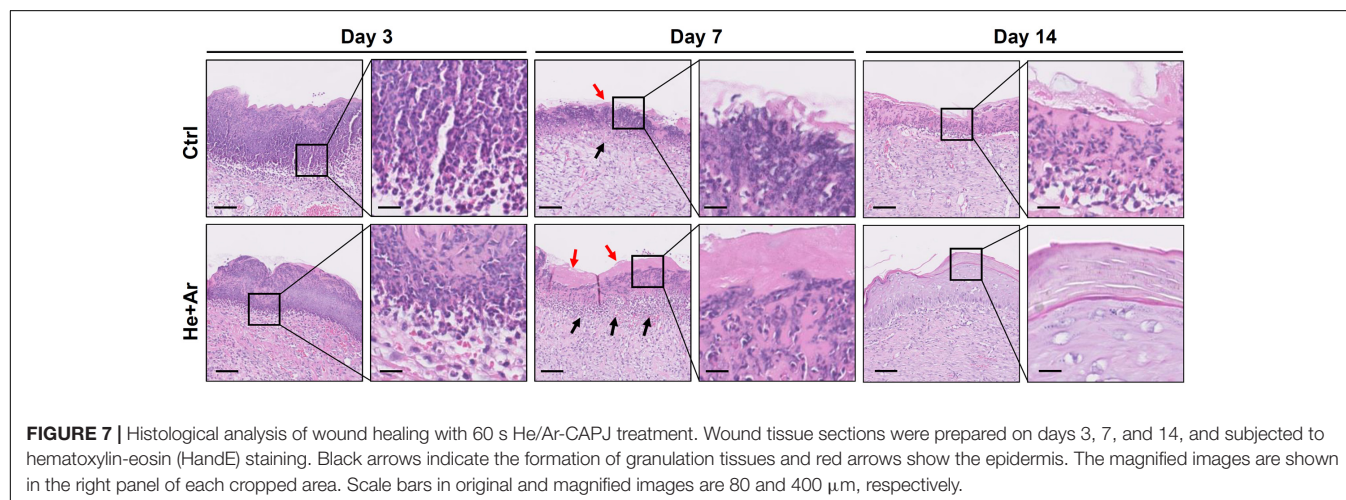 Day 3
Day 7
Day 14
Ctrl
He+Ar
FIGURE 7 | Histological analysis of wound healing with 60 s He/Ar-CAPJ treatment. Wound tissue sections were prepared on days 3, 7, and 14, and subjected to
hematoxylin-eosin (HandE) staining. Black arrows indicate the formation of granulation tissues and red arrows show the epidermis. The magnified images are shown
in the right panel of each cropped area. Scale bars in original and magnified images are 80 and 400 μm, respectively.